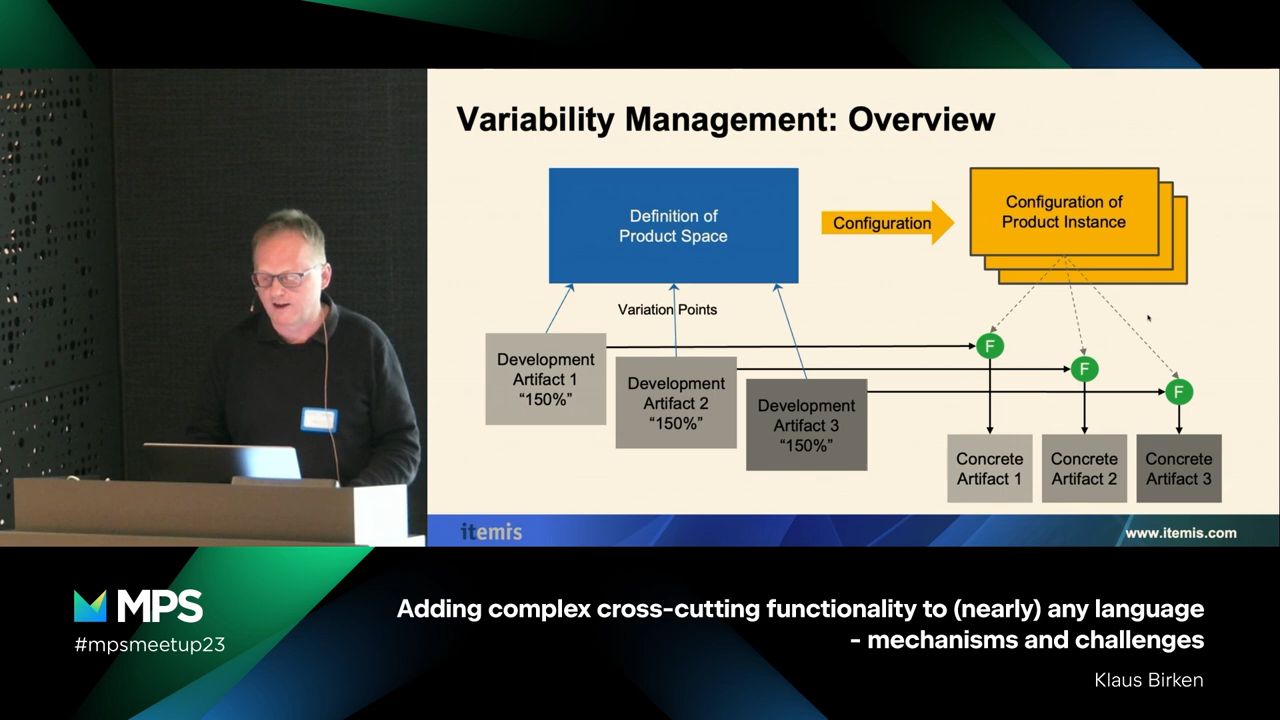 Variability Management: Overview
Definition of
Product Space
Configuration
Configuration of
Product Instance
Variation Points
Development
Artifact 1
“150%”
Development
Artifact 2
“150%”
Development
Artifact 3
“150%”
F
F
F
Concrete
Artifact 1
Concrete
Artifact 2
Concrete
Artifact 3
itemis
www.itemis.com
MPS
#mpsmeetup23
Adding complex cross-cutting functionality to (nearly) any language
- mechanisms and challenges
Klaus Birken